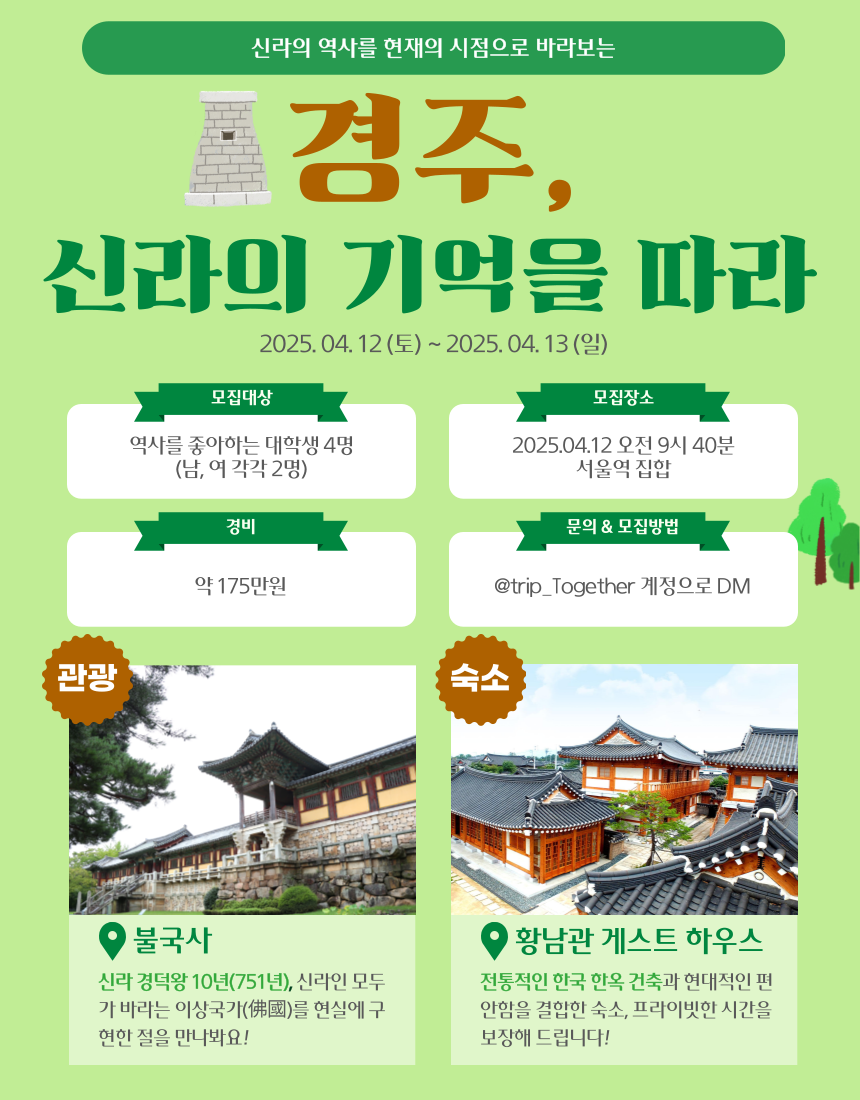 신라의 역사를 현재의 시점으로 바라보는
경주,
신라의 기억을 따라
2025. 04. 12 (토) ~ 2025. 04. 13 (일)
모집대상
역사를 좋아하는 대학생 4명
(남, 여 각각 2명)
모집장소
2025.04.12 오전 9시 40분
서울역 집합
경비
약 175만원
문의 & 모집방법
@trip_Together 계정으로 DM
관광
불국사
신라 경덕왕 10년(751년), 신라인 모두
가 바라는 이상국가(佛國)를 현실에 구
현한 절을 만나봐요!
숙소
황남관 게스트 하우스
전통적인 한국 한옥 건축과 현대적인 편
안함을 결합한 숙소, 프라이빗한 시간을
보장해 드립니다!